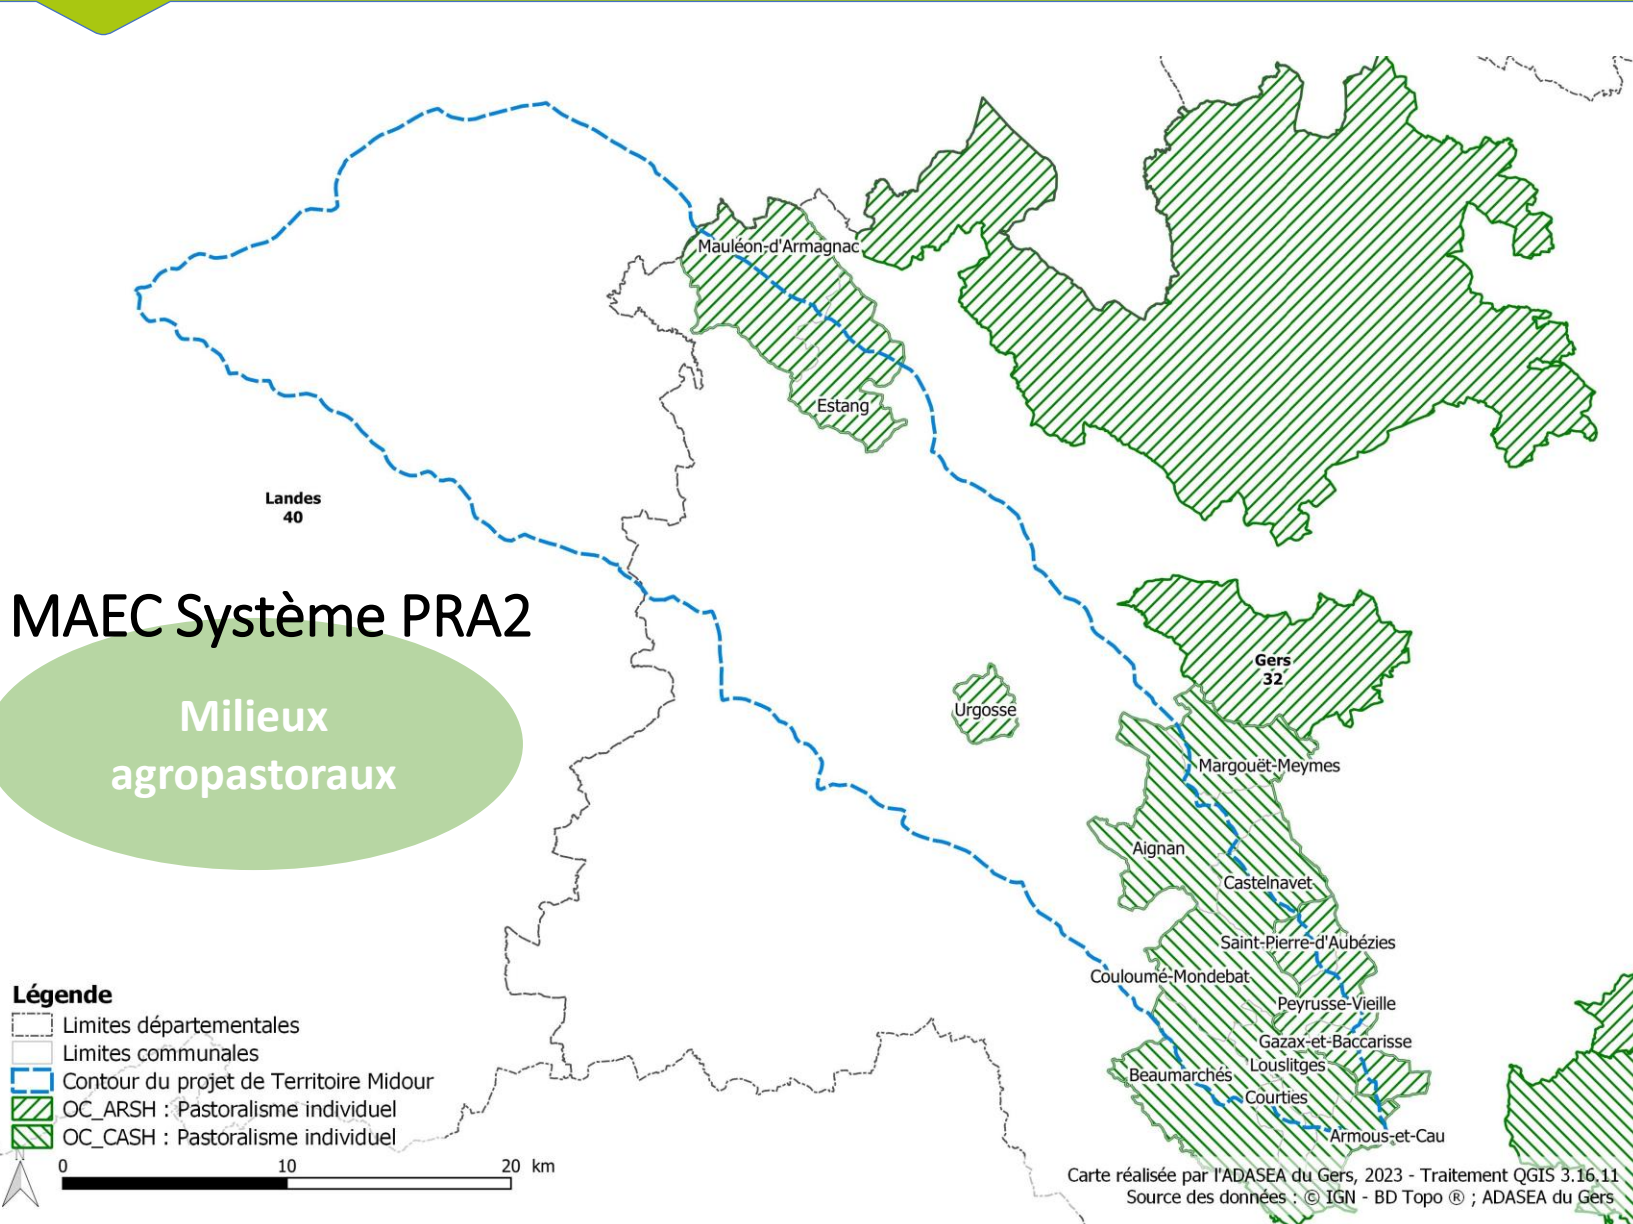 Mauléon-d'Armagnac
Estang
Landes
40
MAEC Système PRA2
Milieux
agropastoraux
Gers
32
Urgosse
Margouët-Meymes
Aignan
Castelnavet
Saint-Pierre-d'Aubézies
Couloumé-Mondebat
Peyrusse-Vieille
Gazax-et-Baccarisse
Louslitges
Beaumarchés
Courties
Armous-et-Cau
Légende
Limites départementales
Limites communales
Contour du projet de Territoire Midour
OC_ARSH : Pastoralisme individuel
OC_CASH : Pastoralisme individuel
N
0 10 20 km
Carte réalisée par l'ADASEA du Gers, 2023 - Traitement QGIS 3.16.11
Source des données : © IGN - BD Topo ® ; ADASEA du Gers